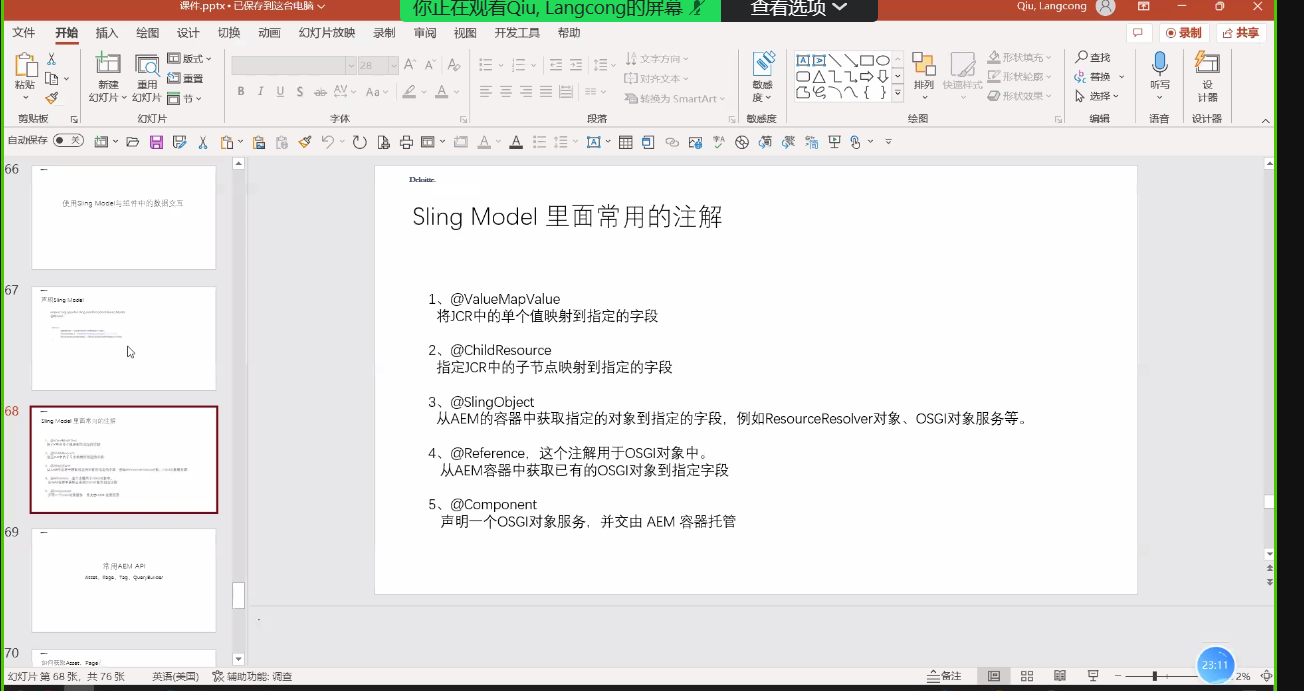 课件.pptx • 已保存到这台电脑
你正在观看Qiu, Langcong的屏幕
查看选项
Qiu, Langcong
文件 开始 插入 绘图 设计 切换 动画 幻灯片放映 录制 审阅 视图 开发工具 帮助
录制 共享
粘贴
新建
幻灯片
重用
幻灯片
版式
重置
节
28
B I U S ab AV Aa
A
文字方向
对齐文本
转换为 SmartArt
敏感
度
排列 快速样式
形状填充
形状轮廓
形状效果
查找
替换
选择
听写
设
计器
剪贴板 幻灯片 字体 段落 敏感度 绘图 编辑 语音 设计器
自动保存 关
66
使用Sling Model与组件中的数据交互
67
声明Sling Model
68
Sling Model 里面常用的注解
69
常用AEM API
Asset、Page、Tag、QueryBuilder
70
如何获取Asset、Page?
Deloitte.
Sling Model 里面常用的注解
1、@ValueMapValue
将JCR中的单个值映射到指定的字段
2、@ChildResource
指定JCR中的子节点映射到指定的字段
3、@SlingObject
从AEM的容器中获取指定的对象到指定的字段，例如ResourceResolver对象、OSGI对象服务等。
4、@Reference，这个注解用于OSGI对象中。
从AEM容器中获取已有的OSGI对象到指定字段
5、@Component
声明一个OSGI对象服务，并交由 AEM 容器托管
幻灯片 第 68 张，共 76 张 英语(美国) 辅助功能: 调查
备注
23:11
2%